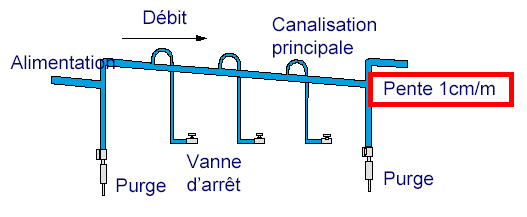 Débit
Canalisation
principale
Alimentation
Pente 1cm/m
Vanne
d'arrêt
Purge
Purge